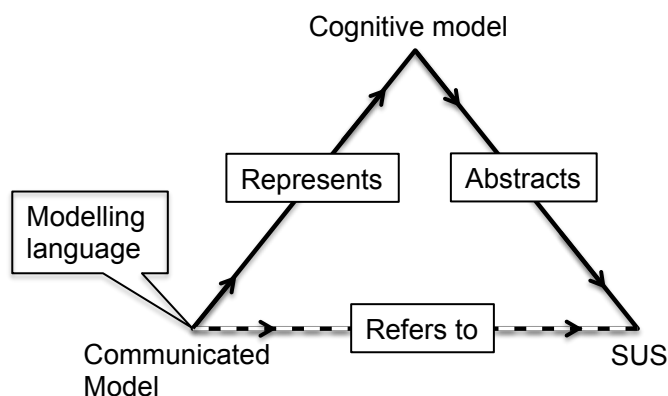 Cognitive model
Represents
Abstracts
Modelling
language
Refers to
Communicated
Model
SUS